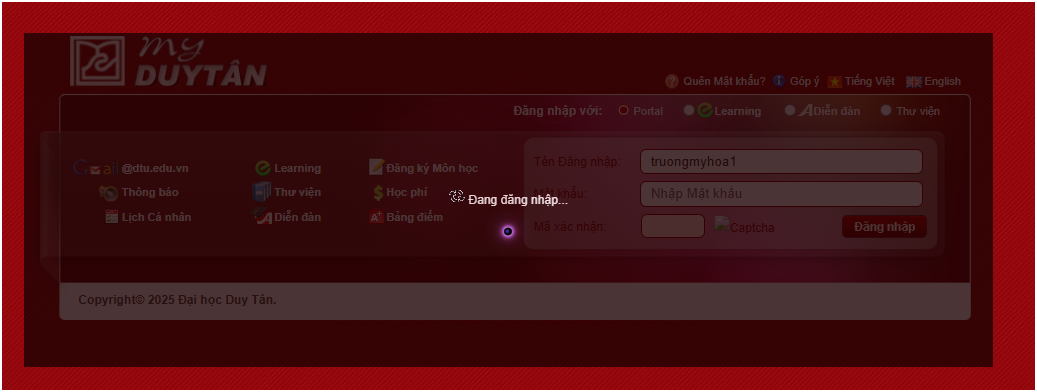 my
DUYTÂN
Quên Mật khẩu? Góp ý Tiếng Việt English
Đăng nhập với: Portal Learning Diễn đàn Thư viện
Gmail @dtu.edu.vn Learning Đăng ký Môn học
Thông báo Thư viện Học phí
Lịch Cá nhân Diễn đàn Bảng điểm
Tên Đăng nhập: truongmyhoa1
Mật khẩu: Nhập Mật khẩu
Đang đăng nhập...
Mã xác nhận: Captcha Đăng nhập
Copyright© 2025 Đại học Duy Tân.